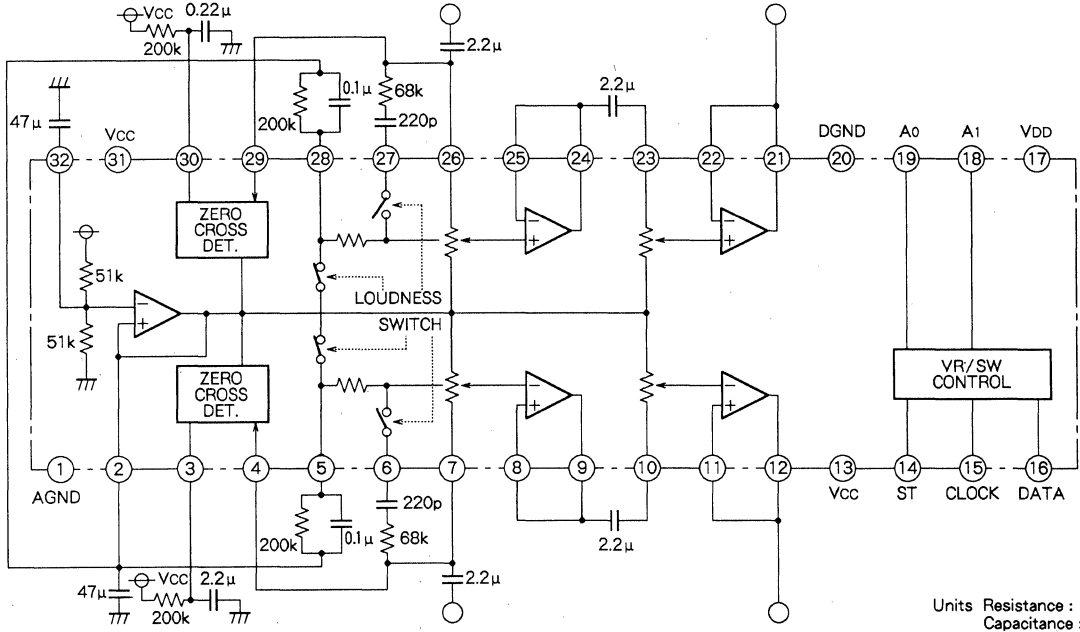 VCC 0.22μ
200k
2.2μ
0.1μ
68k
2.2μ
200k
220p
47μ
VCC
DGND A0 A1 VDD
32 31 30 29 28 27 26 25 24 23 22 21 20 19 18 17
ZERO
CROSS
DET.
51k
LOUDNESS
SWITCH
51k
ZERO
CROSS
DET.
VR/SW
CONTROL
1 2 3 4 5 6 7 8 9 10 11 12 13 14 15 16
AGND
VCC ST CLOCK DATA
220p
200k
0.1μ
68k
2.2μ
47μ
VCC 2.2μ
200k
2.2μ
Units Resistance :
Capacitance :